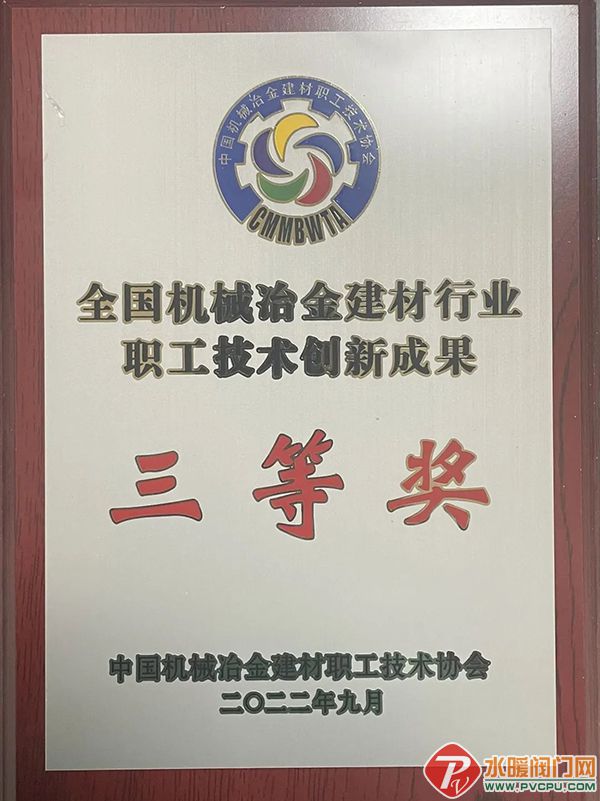 中国机械冶金建材职工技术协会
CMMBWTA
全国机械冶金建材行业
职工技术创新成果
三等奖
中国机械冶金建材职工技术协会
二〇二二年九月
PV 水暖阀门网
WWW.PVCPU.COM